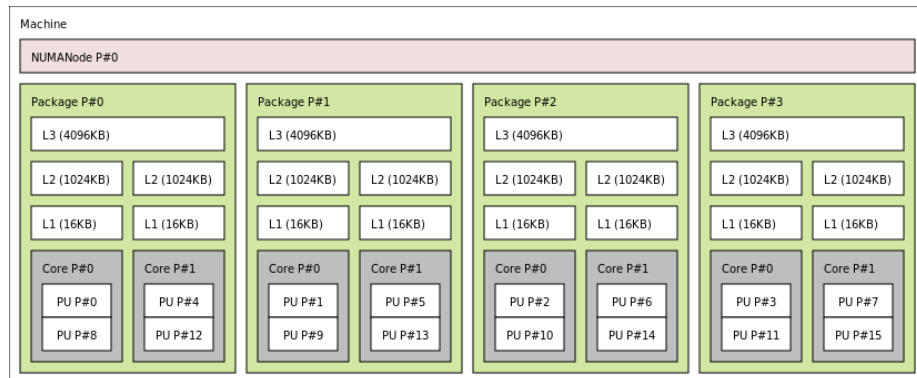 Machine
NUMANode P#0
Package P#0 Package P#1 Package P#2 Package P#3
L3 (4096KB) L3 (4096KB) L3 (4096KB) L3 (4096KB)
L2 (1024KB) L2 (1024KB) L2 (1024KB) L2 (1024KB) L2 (1024KB) L2 (1024KB) L2 (1024KB) L2 (1024KB)
L1 (16KB) L1 (16KB) L1 (16KB) L1 (16KB) L1 (16KB) L1 (16KB) L1 (16KB) L1 (16KB)
Core P#0 Core P#1 Core P#0 Core P#1 Core P#0 Core P#1 Core P#0 Core P#1
PU P#0 PU P#4 PU P#1 PU P#5 PU P#2 PU P#6 PU P#3 PU P#7
PU P#8 PU P#12 PU P#9 PU P#13 PU P#10 PU P#14 PU P#11 PU P#15